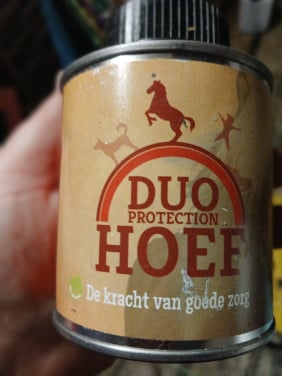 DUO
PROTECTION
HOEF
De kracht van goede zorg